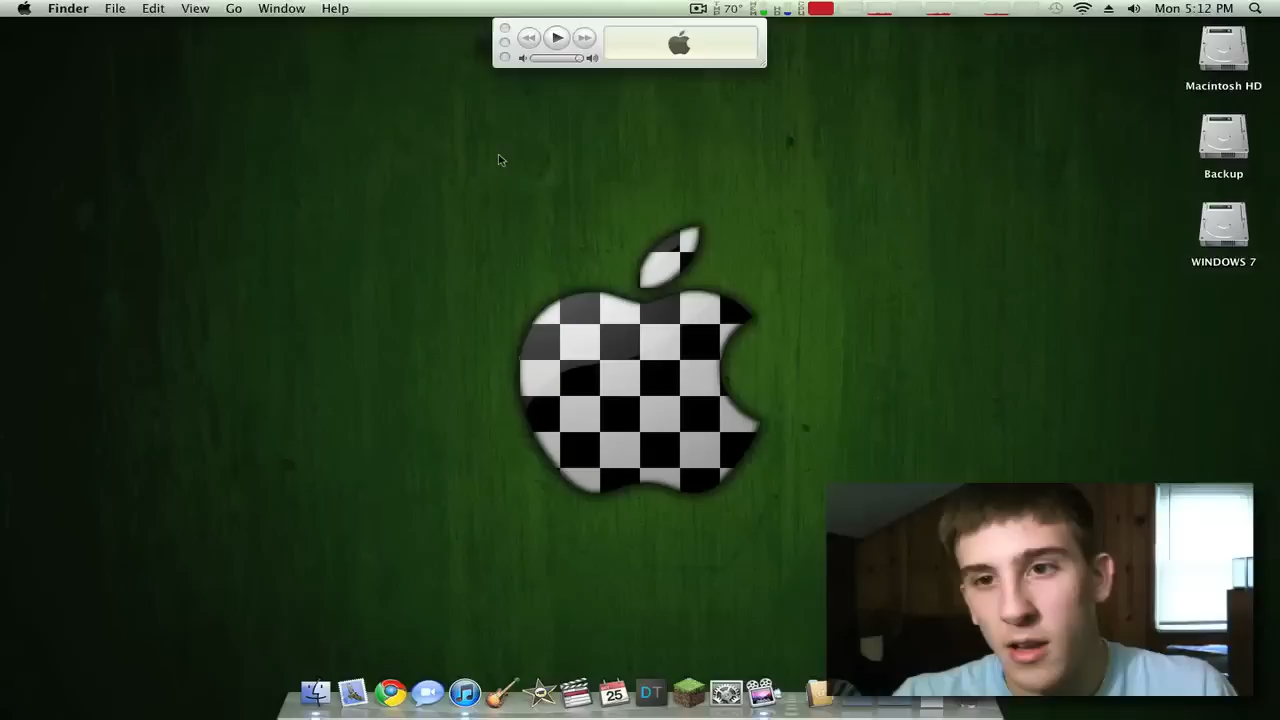 Finder File Edit View Go Window Help 70° Mon 5:12 PM
Macintosh HD
Backup
WINDOWS 7
25
DT